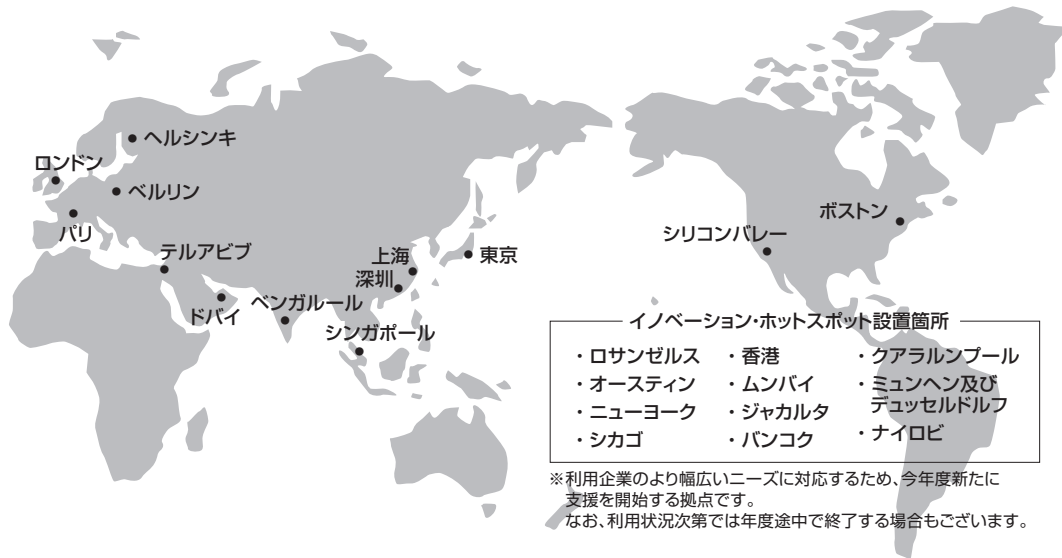 ヘルシンキ
ロンドン
ベルリン
パリ
テルアビブ
ドバイ
ベンガルール
上海
深圳
シンガポール
東京
シリコンバレー
ボストン
イノベーション・ホットスポット設置箇所
・ロサンゼルス
・オースティン
・ニューヨーク
・シカゴ
・香港
・ムンバイ
・ジャカルタ
・バンコク
・クアラルンプール
・ミュンヘン及び
デュッセルドルフ
・ナイロビ
※利用企業のより幅広いニーズに対応するため、今年度新たに
支援を開始する拠点です。
なお、利用状況次第では年度途中で終了する場合もございます。